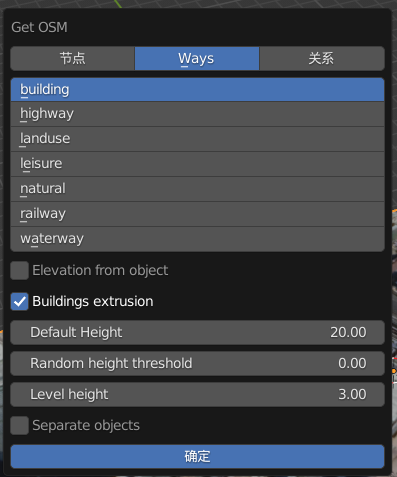 Get OSM
节点 Ways 关系
building
highway
landuse
leisure
natural
railway
waterway
Elevation from object
Buildings extrusion
Default Height 20.00
Random height threshold 0.00
Level height 3.00
Separate objects
确定